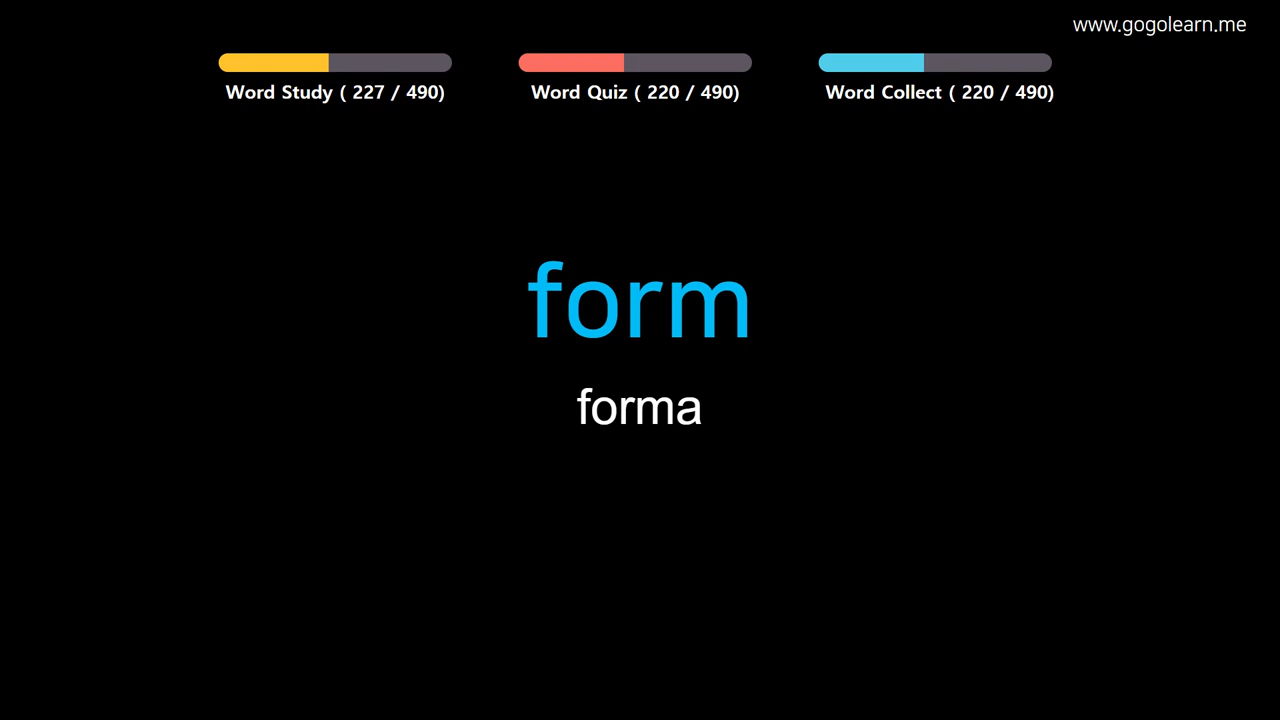 www.gogolearn.me
Word Study ( 227 / 490)
Word Quiz ( 220 / 490)
Word Collect ( 220 / 490)
form
forma